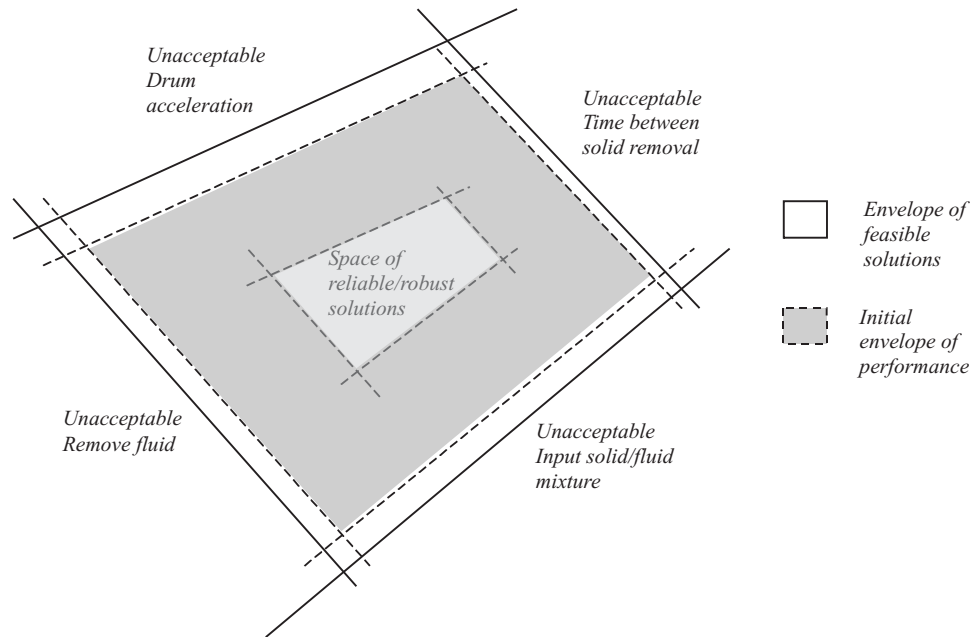 Unacceptable
Drum
acceleration
Unacceptable
Time between
solid removal
Envelope of
feasible
solutions
Space of
reliable/robust
solutions
Initial
envelope of
performance
Unacceptable
Remove fluid
Unacceptable
Input solid/fluid
mixture